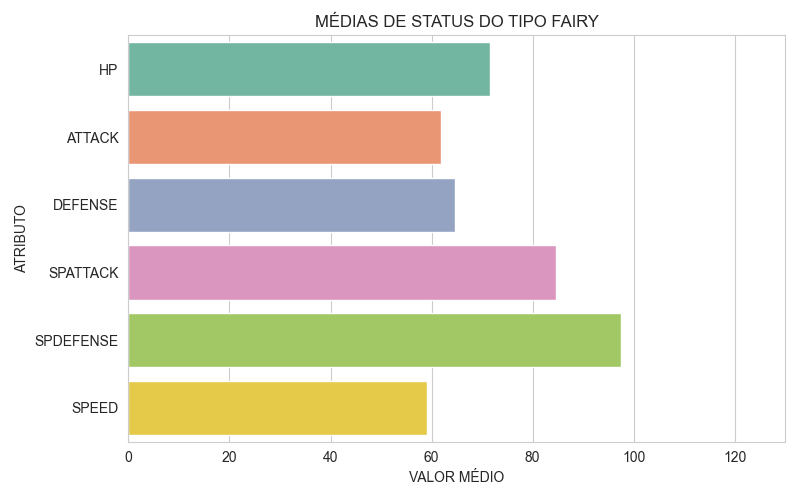 MÉDIAS DE STATUS DO TIPO FAIRY
ATRIBUTO
HP
ATTACK
DEFENSE
SPATTACK
SPDEFENSE
SPEED
0 20 40 60 80 100 120
VALOR MÉDIO